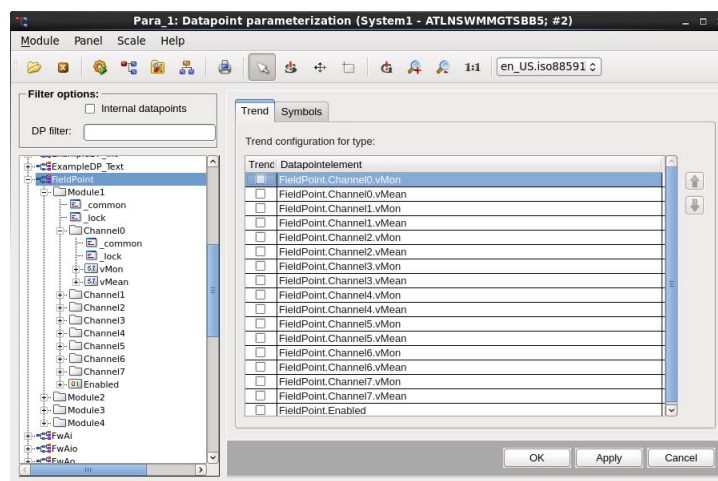 Para_1: Datapoint parameterization (System1 - ATLNSWMMGTSBB5; #2)
Module Panel Scale Help
1:1 en_US.iso88591
Filter options:
Internal datapoints
DP filter:
ExampleDP_Text
FieldPoint
Module1
_common
_lock
Channel0
_common
_lock
vMon
vMean
Channel1
Channel2
Channel3
Channel4
Channel5
Channel6
Channel7
Enabled
Module2
Module3
Module4
FwAi
FwAio
FwAo
Trend Symbols
Trend configuration for type:
Trend Datapointelement
FieldPoint.Channel0.vMon
FieldPoint.Channel0.vMean
FieldPoint.Channel1.vMon
FieldPoint.Channel1.vMean
FieldPoint.Channel2.vMon
FieldPoint.Channel2.vMean
FieldPoint.Channel3.vMon
FieldPoint.Channel3.vMean
FieldPoint.Channel4.vMon
FieldPoint.Channel4.vMean
FieldPoint.Channel5.vMon
FieldPoint.Channel5.vMean
FieldPoint.Channel6.vMon
FieldPoint.Channel6.vMean
FieldPoint.Channel7.vMon
FieldPoint.Channel7.vMean
FieldPoint.Enabled
OK Apply Cancel